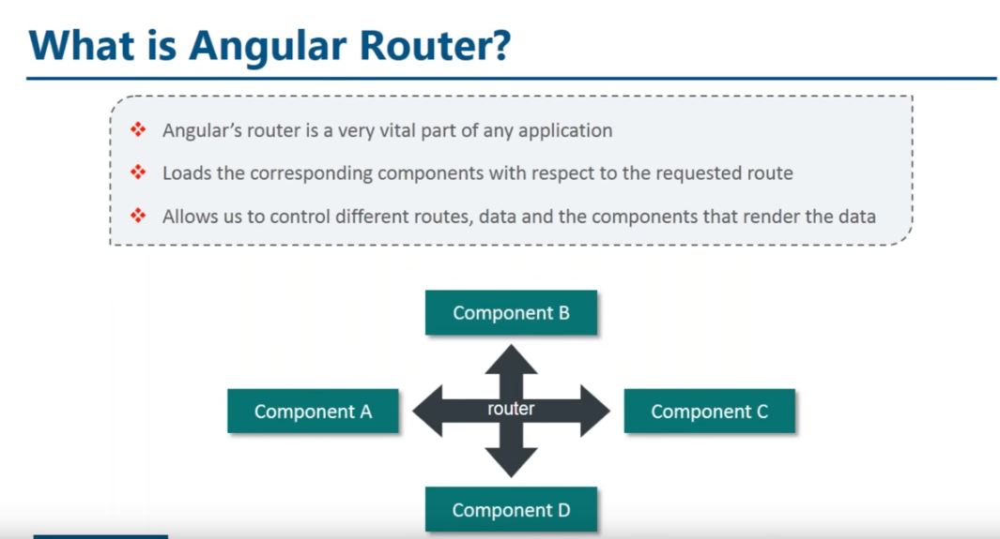 What is Angular Router?
Angular’s router is a very vital part of any application
Loads the corresponding components with respect to the requested route
Allows us to control different routes, data and the components that render the data
Component B
Component A
router
Component C
Component D